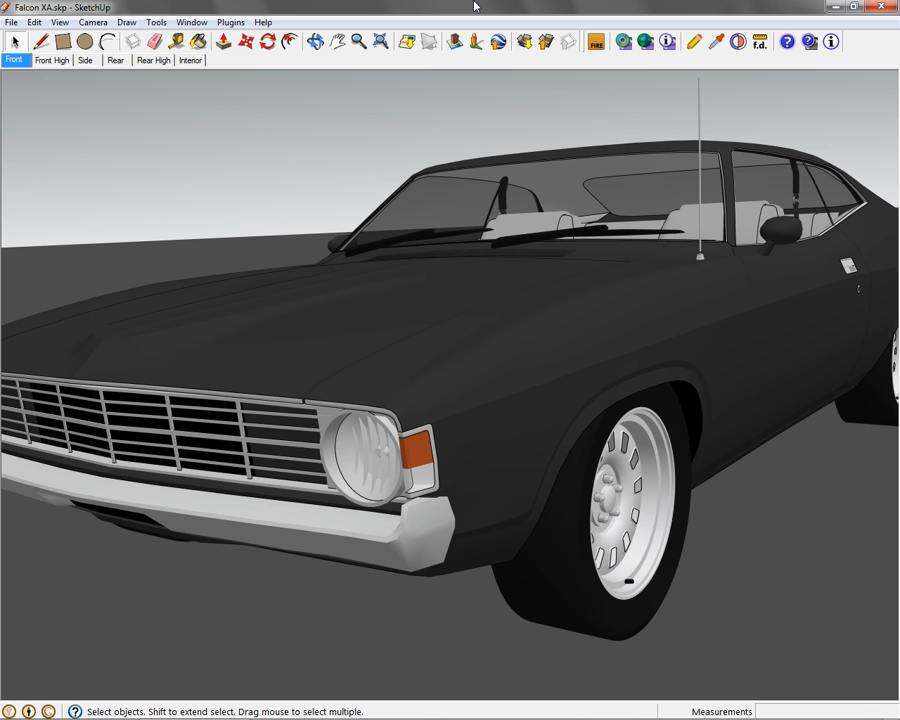 Falcon XA.skp - SketchUp
File Edit View Camera Draw Tools Window Plugins Help
FIRE f.d.
Front Front High Side Rear Rear High Interior
Select objects. Shift to extend select. Drag mouse to select multiple. Measurements